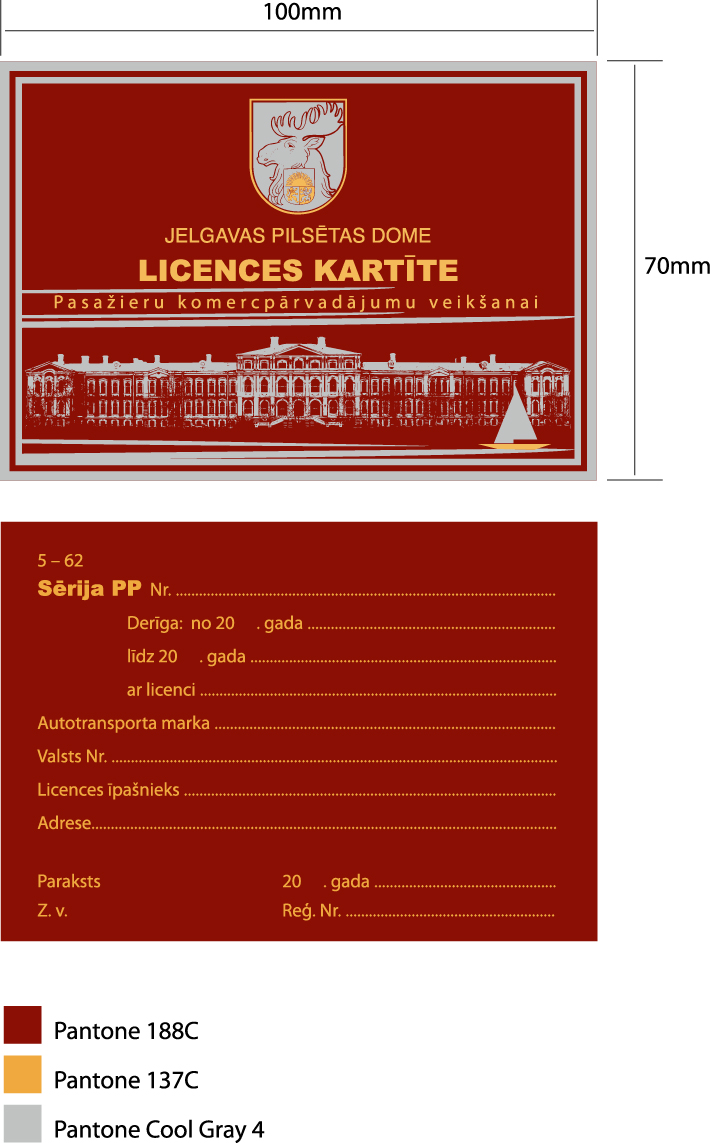 100mm
JELGAVAS PILSĒTAS DOME
LICENCES KARTĪTE
70mm
Pasažieru komercpārvadājumu veikšanai
5 – 62
Sērija PP Nr. ..........................................................................................
Derīga: no 20 . gada ...............................................................
līdz 20 . gada ..............................................................................
ar licenci ...........................................................................................
Autotransporta marka .......................................................................................
Valsts Nr. ..................................................................................................................
Licences īpašnieks ...............................................................................................
Adrese.......................................................................................................................
Paraksts 20 . gada ...............................................
Z. v. Reģ. Nr. ......................................................
Pantone 188C
Pantone 137C
Pantone Cool Gray 4